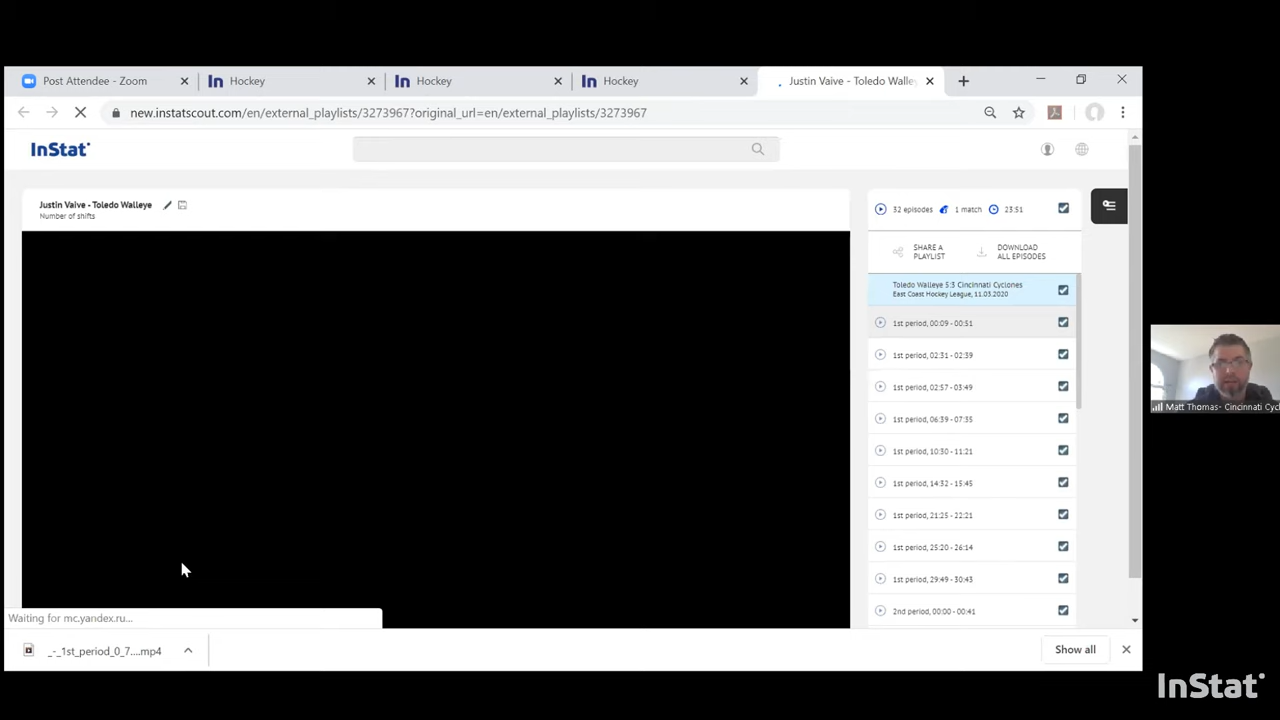 Post Attendee - Zoom
In Hockey
In Hockey
In Hockey
Justin Vaive - Toledo Walle
new.instatscout.com/en/external_playlists/3273967?original_url=en/external_playlists/3273967
InStat
Justin Vaive - Toledo Walleye
Number of shifts
32 episodes 1 match 23:51
SHARE A
PLAYLIST
DOWNLOAD
ALL EPISODES
Toledo Walleye 5:3 Cincinnati Cyclones
East Coast Hockey League, 11.03.2020
1st period, 00:09 - 00:51
1st period, 02:31 - 02:39
1st period, 02:57 - 03:49
1st period, 06:39 - 07:35
1st period, 10:30 - 11:21
1st period, 14:32 - 15:45
1st period, 21:25 - 22:21
1st period, 25:20 - 26:14
1st period, 29:49 - 30:43
2nd period, 00:00 - 00:41
Matt Thomas- Cincinnati Cycl
Waiting for mc.yandex.ru...
_-_1st_period_0_7....mp4
Show all
InStat